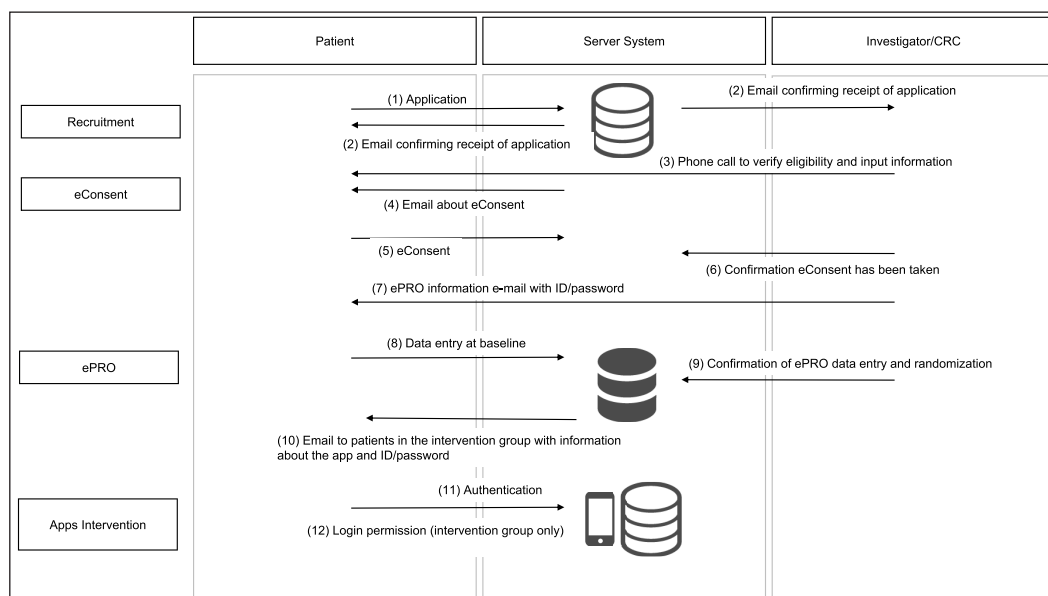 Patient
Server System
Investigator/CRC
Recruitment
(1) Application
(2) Email confirming receipt of application
(2) Email confirming receipt of application
(3) Phone call to verify eligibility and input information
eConsent
(4) Email about eConsent
(5) eConsent
(6) Confirmation eConsent has been taken
(7) ePRO information e-mail with ID/password
ePRO
(8) Data entry at baseline
(9) Confirmation of ePRO data entry and randomization
(10) Email to patients in the intervention group with information
about the app and ID/password
Apps Intervention
(11) Authentication
(12) Login permission (intervention group only)